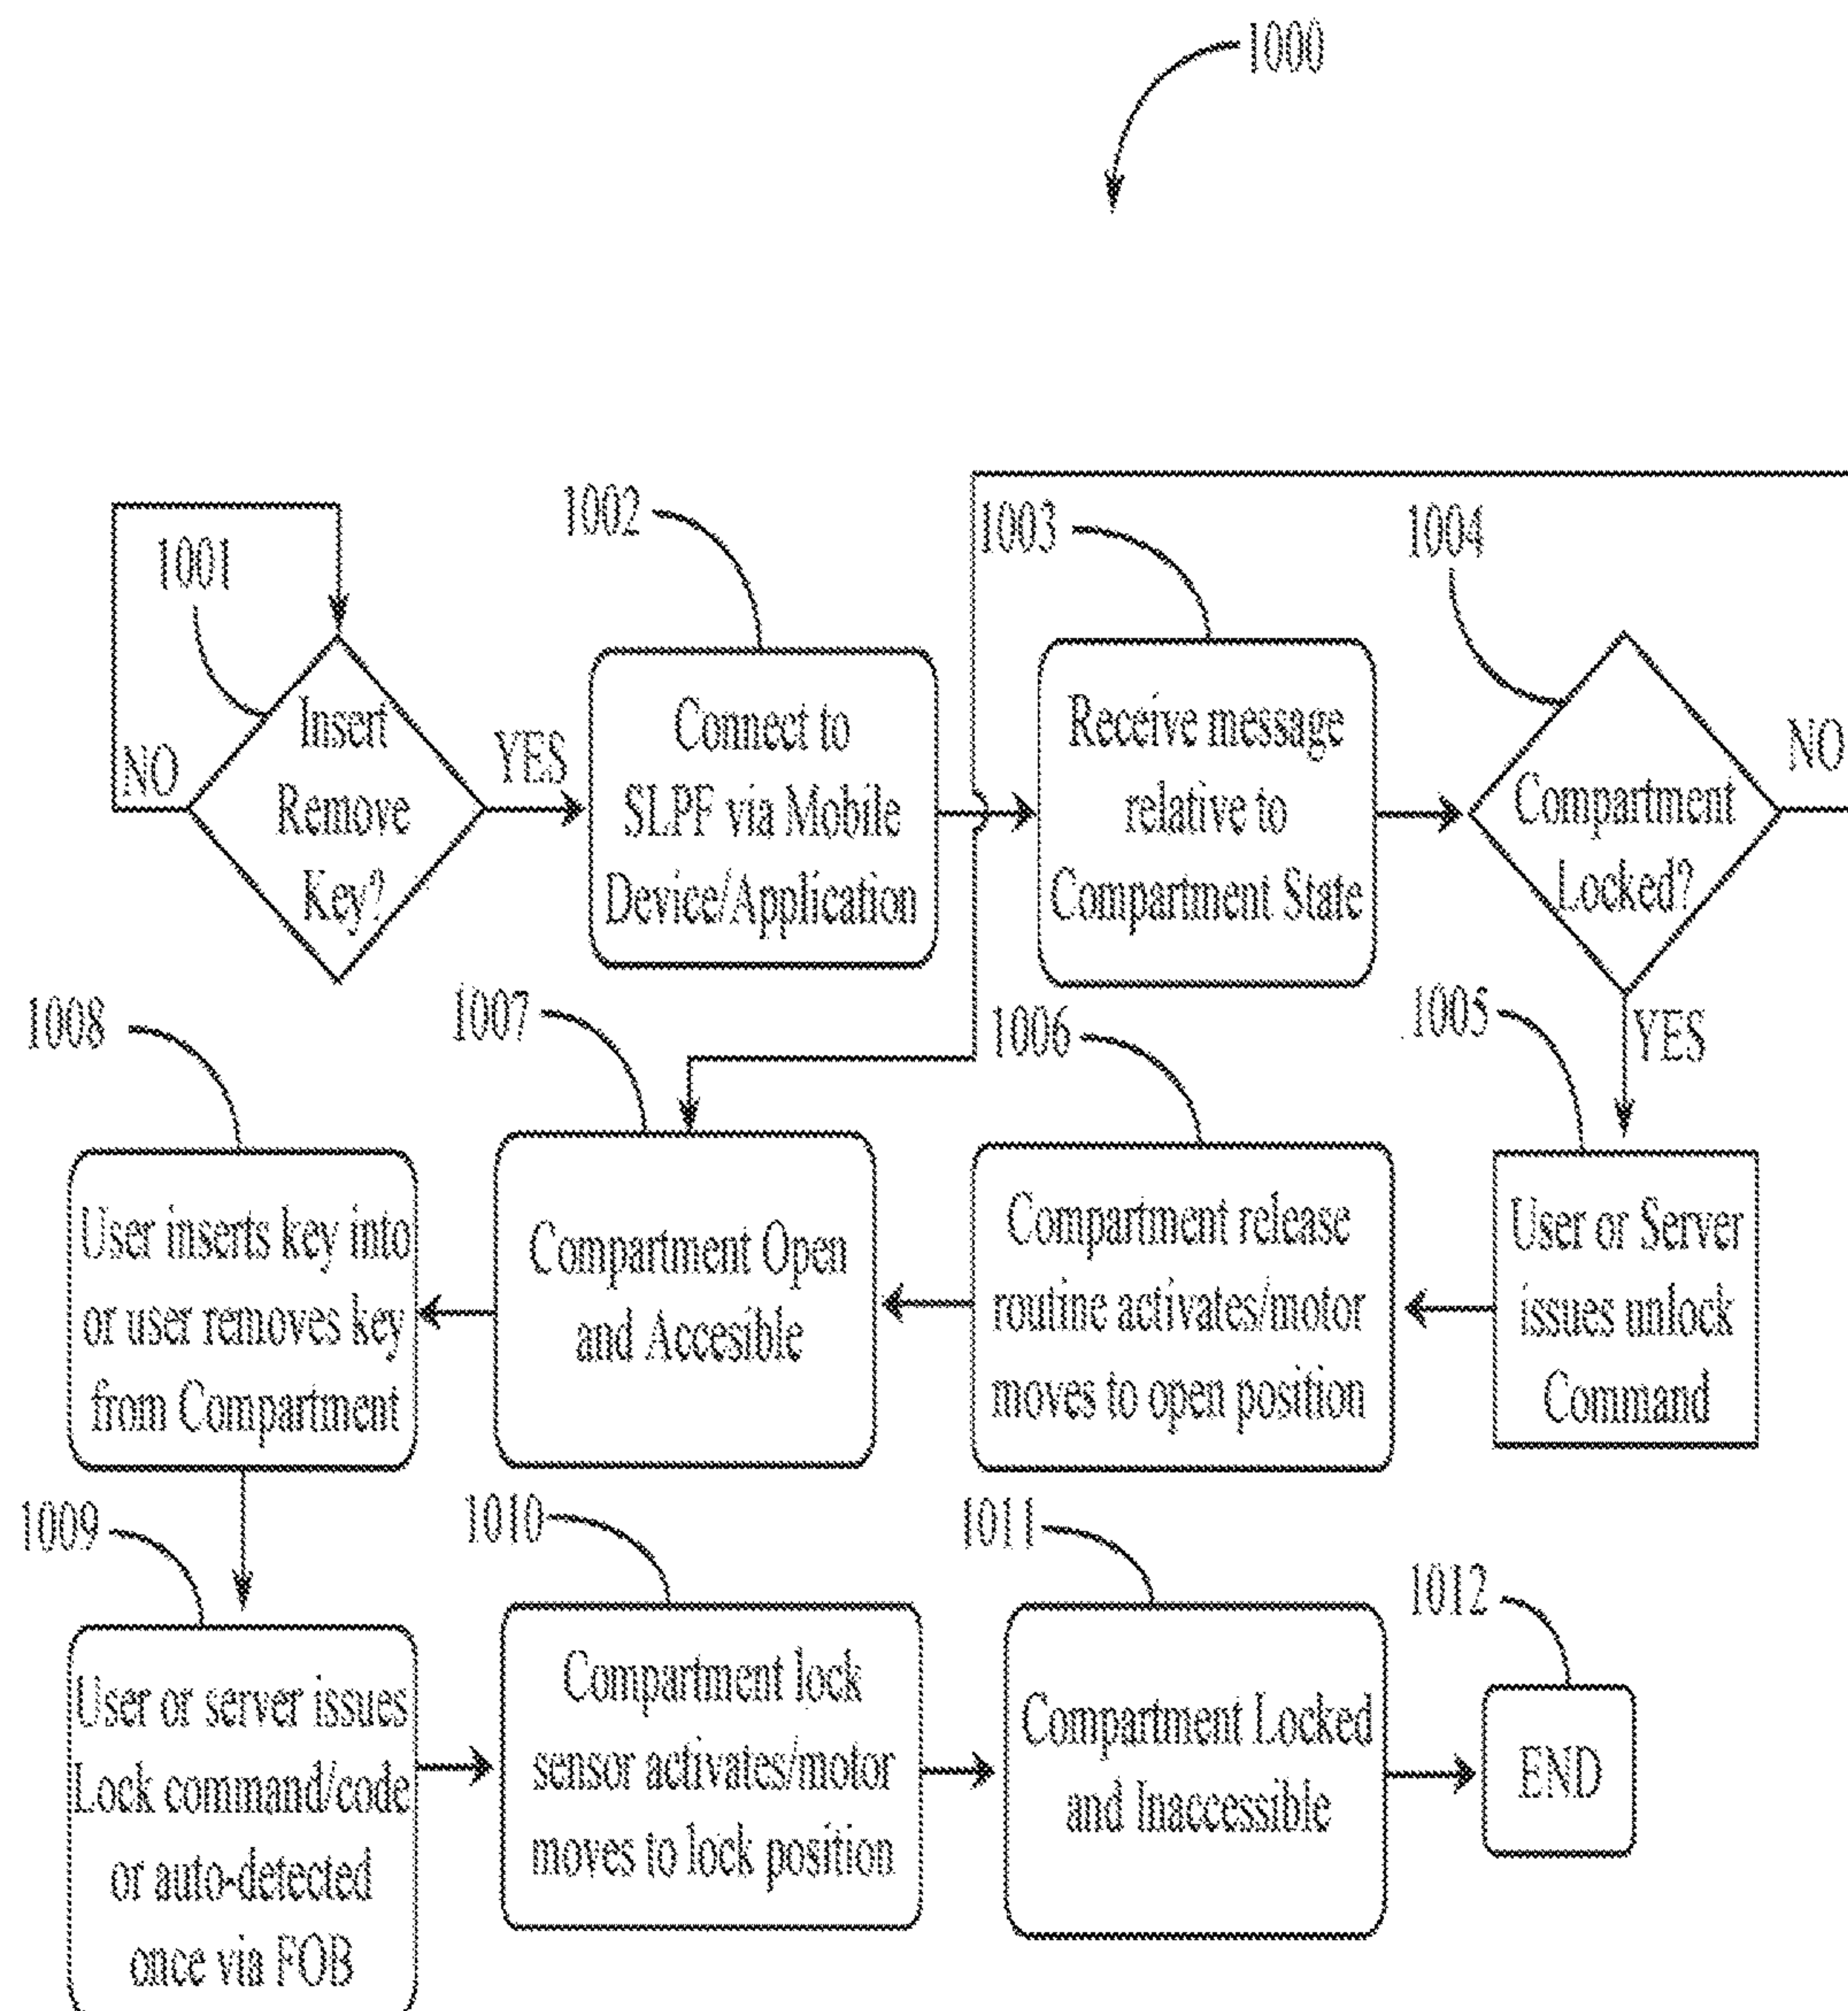 1000
1001
Insert
Remove
Key?
NO
YES
1002
Connect to
SLPF via Mobile
Device/Application
1003
Receive message
relative to
Compartment State
1004
Compartment
Locked?
NO
YES
1005
User or Server
issues unlock
Command
1006
Compartment release
routine activates/motor
moves to open position
1007
Compartment Open
and Accesible
1008
User inserts key into
or user removes key
from Compartment
1009
User or server issues
Lock command/code
or auto-detected
once via FOB
1010
Compartment lock
sensor activates/motor
moves to lock position
1011
Compartment Locked
and Inaccessible
1012
END